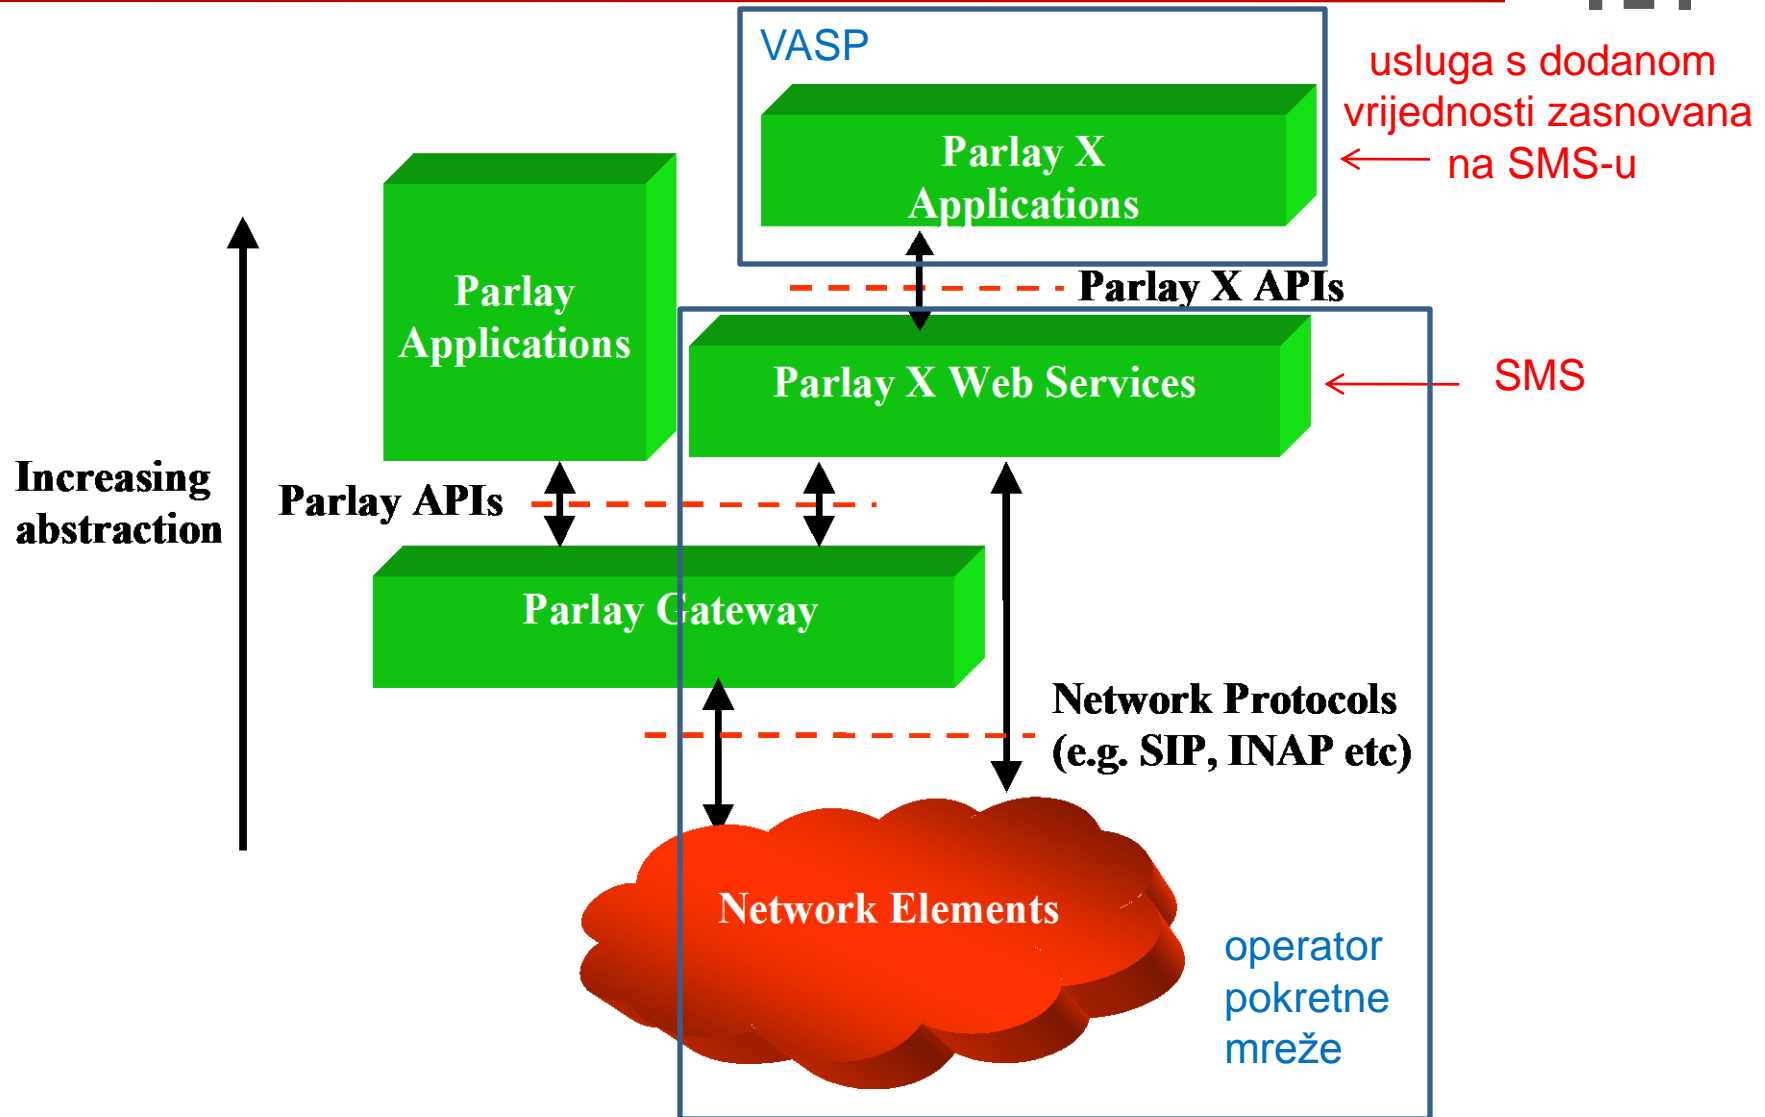 VASP
usluga s dodanom
vrijednosti zasnovana
na SMS-u
Parlay X
Applications
Parlay X APIs
Parlay
Applications
Parlay X Web Services
SMS
Increasing
abstraction
Parlay APIs
Parlay Gateway
Network Protocols
(e.g. SIP, INAP etc)
Network Elements
operator
pokretne
mreže